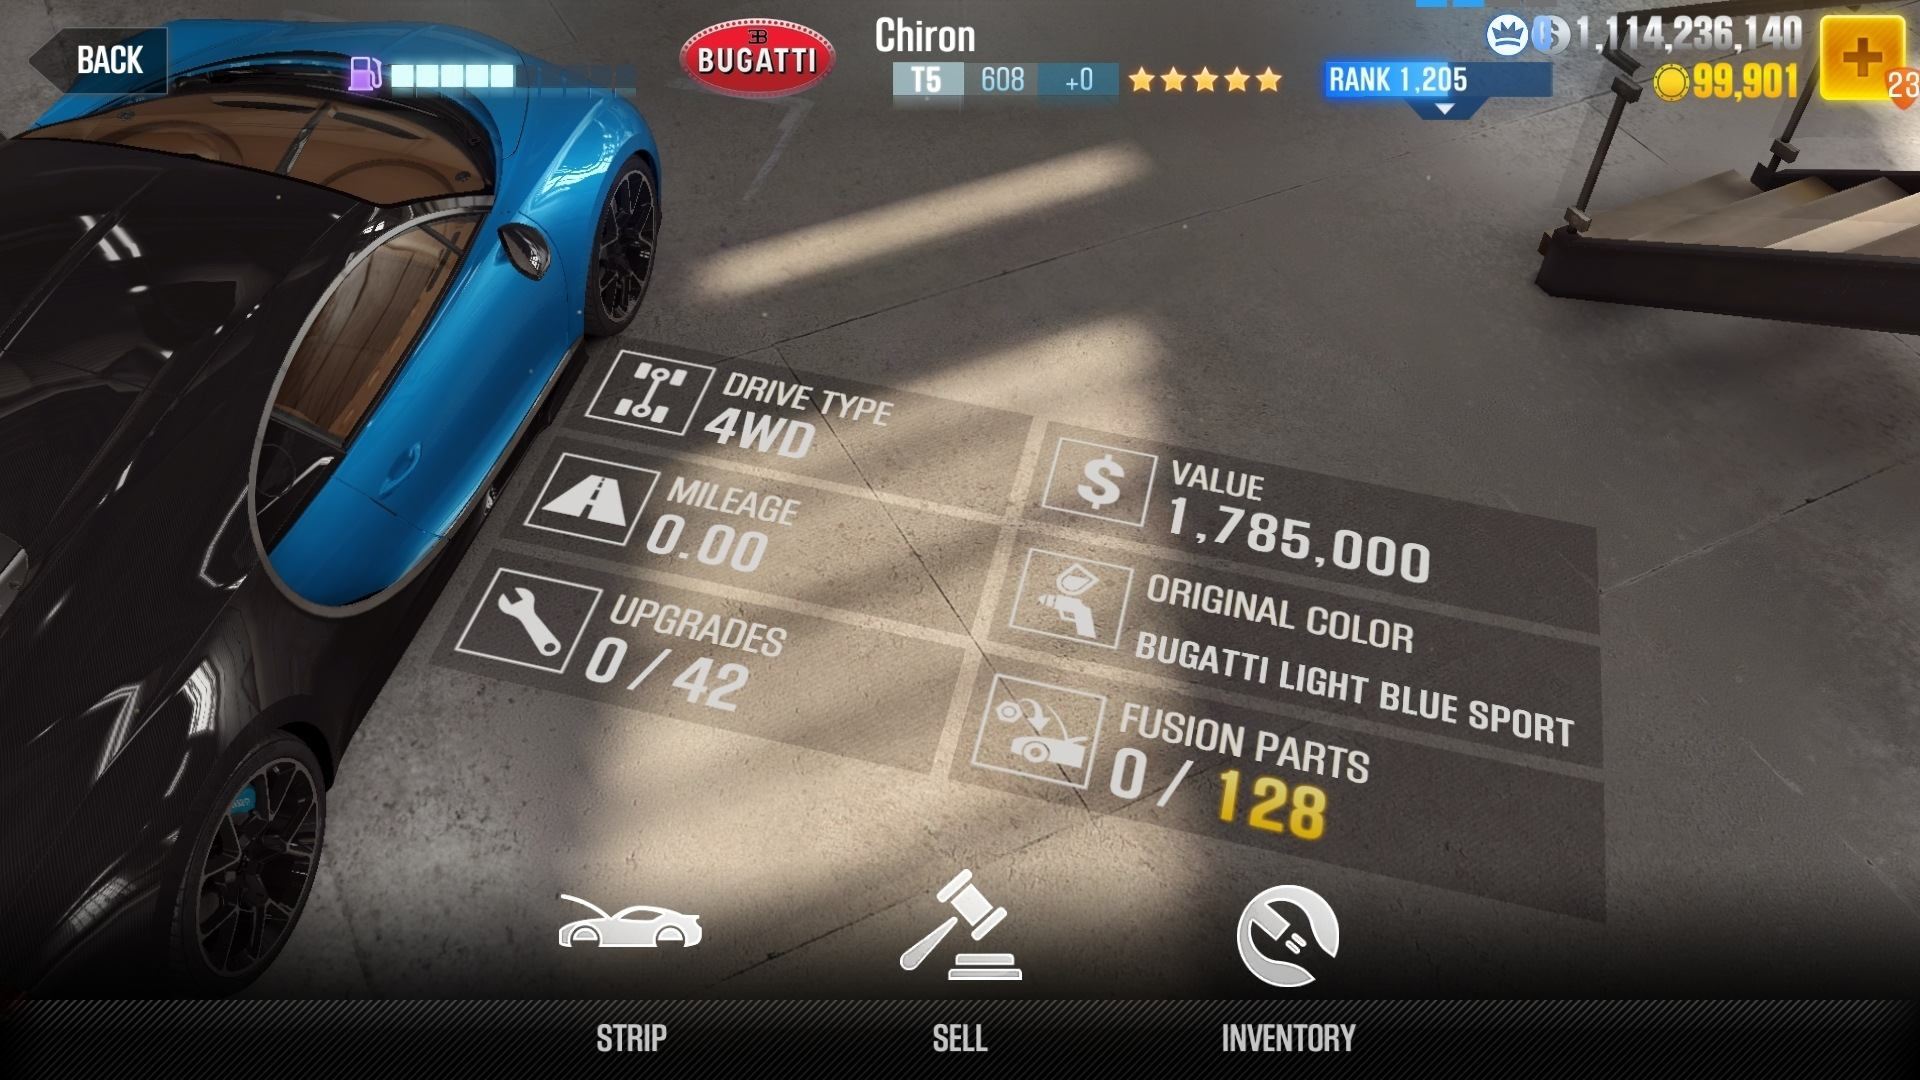 BACK
BUGATTI
Chiron
T5 608 +0
RANK 1,205
1,114,236,140
99,901
23
DRIVE TYPE
4WD
MILEAGE
0.00
UPGRADES
0 / 42
VALUE
1,785,000
ORIGINAL COLOR
BUGATTI LIGHT BLUE SPORT
FUSION PARTS
0 / 128
STRIP
SELL
INVENTORY